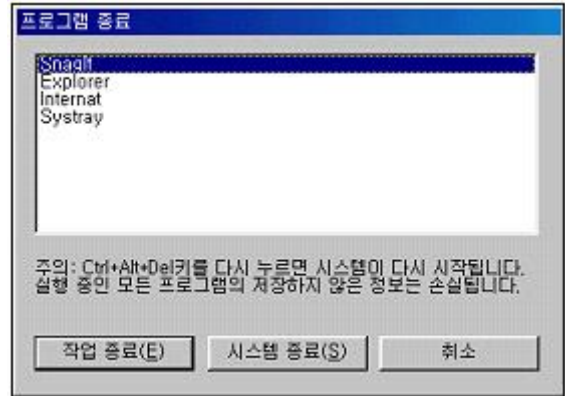 프로그램 종료
SnagIt
Explorer
Internat
Systray
주의: Ctrl+Alt+Del키를 다시 누르면 시스템이 다시 시작됩니다.
실행 중인 모든 프로그램의 저장하지 않은 정보는 손실됩니다.
작업 종료(E) 시스템 종료(S) 취소